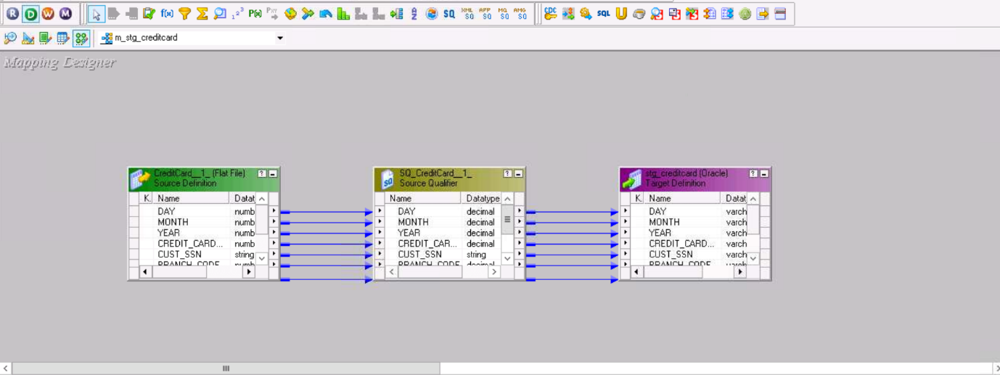 R D W M f(x) P(x) SQ XML SQ APP SQ MQ SQ AMG SQ CDC SQL
m_stg_creditcard
Mapping Designer
CreditCard__1_ (Flat File)
Source Definition
K. Name Datat
DAY numb
MONTH numb
YEAR numb
CREDIT_CARD... numb
CUST_SSN string
BRANCH_CODE numb
SQ_CreditCard__1_
Source Qualifier
Name Datatype
DAY decimal
MONTH decimal
YEAR decimal
CREDIT_CAR... decimal
CUST_SSN string
BRANCH_CODE decimal
stg_creditcard (Oracle)
Target Definition
K. Name Datat
DAY varch
MONTH varch
YEAR varch
CREDIT_CARD... varch
CUST_SSN varch
BRANCH_CODE varch